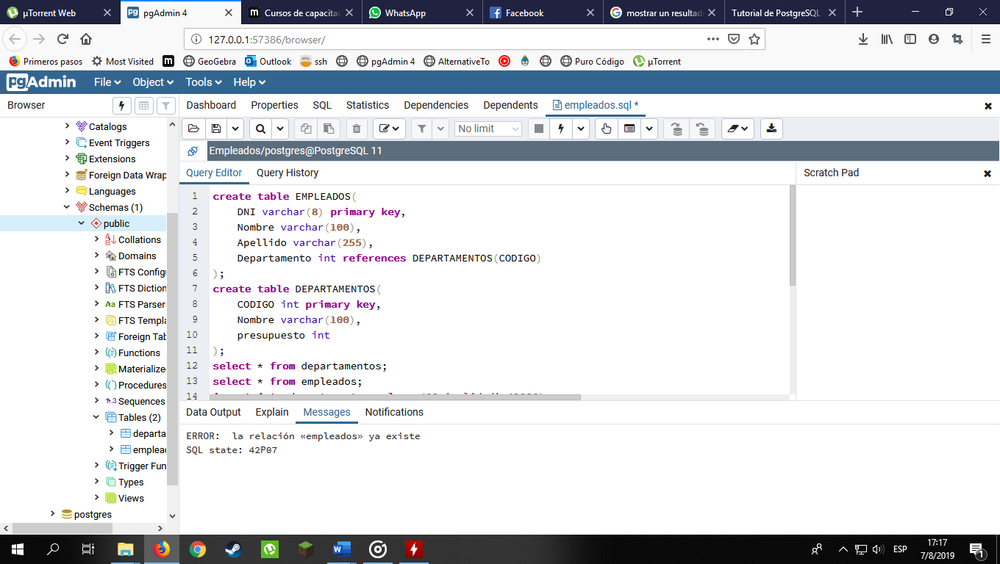 µTorrent Web
pgAdmin 4
Cursos de capacitac
WhatsApp
Facebook
mostrar un resultad
Tutorial de PostgreSQL
127.0.0.1:57386/browser/
Primeros pasos
Most Visited
GeoGebra
Outlook
ssh
pgAdmin 4
AlternativeTo
Puro Código
µTorrent
pgAdmin
File
Object
Tools
Help
Browser
Dashboard
Properties
SQL
Statistics
Dependencies
Dependents
empleados.sql *
No limit
Empleados/postgres@PostgreSQL 11
Catalogs
Event Triggers
Extensions
Foreign Data Wrap
Languages
Schemas (1)
public
Collations
Domains
FTS Config
FTS Diction
FTS Parser
FTS Templa
Foreign Tab
Functions
Materialize
Procedures
1..3 Sequences
Tables (2)
departa
emplead
Trigger Fun
Types
Views
postgres
Query Editor
Query History
Scratch Pad
1 create table EMPLEADOS(
2 DNI varchar(8) primary key,
3 Nombre varchar(100),
4 Apellido varchar(255),
5 Departamento int references DEPARTAMENTOS(CODIGO)
6 );
7 create table DEPARTAMENTOS(
8 CODIGO int primary key,
9 Nombre varchar(100),
10 presupuesto int
11 );
12 select * from departamentos;
13 select * from empleados;
14
Data Output
Explain
Messages
Notifications
ERROR: la relación «empleados» ya existe
SQL state: 42P07
ESP
17:17
7/8/2019
1